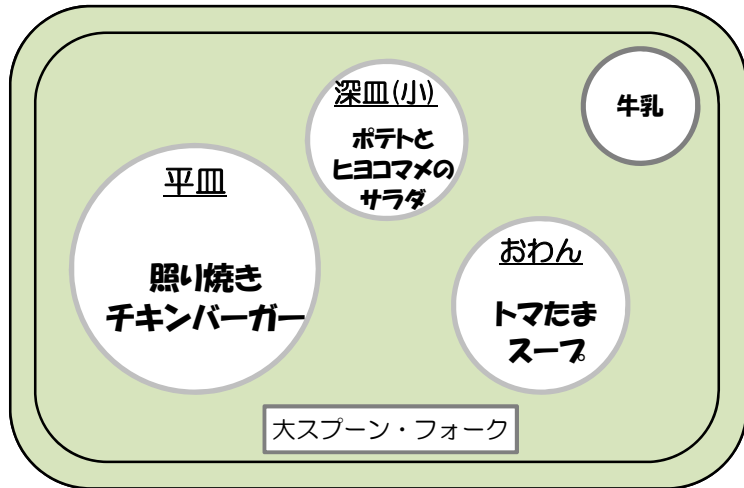 深皿(小)
ポテトと
ヒヨコマメの
サラダ
牛乳
平皿
照り焼き
チキンバーガー
おわん
トマたま
スープ
大スプーン・フォーク